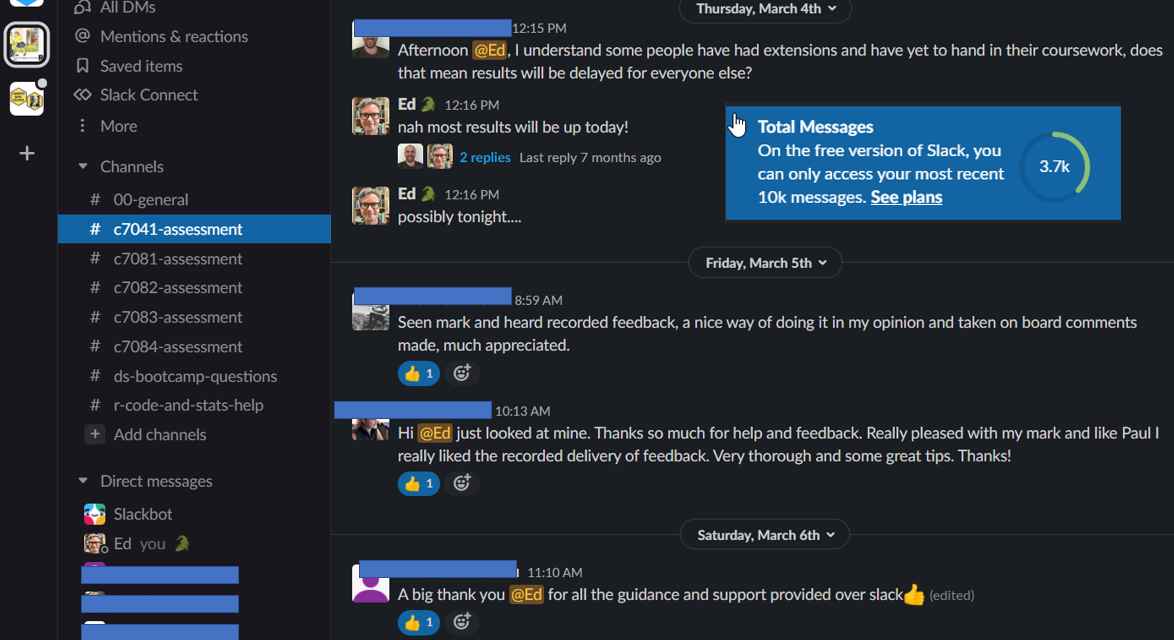 All DMs
Mentions & reactions
Saved items
Slack Connect
More
Channels
# 00-general
# c7041-assessment
# c7081-assessment
# c7082-assessment
# c7083-assessment
# c7084-assessment
# ds-bootcamp-questions
# r-code-and-stats-help
+ Add channels
Direct messages
Slackbot
Ed you
Thursday, March 4th
12:15 PM
Afternoon @Ed, I understand some people have had extensions and have yet to hand in their coursework, does
that mean results will be delayed for everyone else?
Ed 12:16 PM
nah most results will be up today!
2 replies Last reply 7 months ago
Ed 12:16 PM
possibly tonight....
Total Messages
On the free version of Slack, you
can only access your most recent
10k messages. See plans
3.7k
Friday, March 5th
8:59 AM
Seen mark and heard recorded feedback, a nice way of doing it in my opinion and taken on board comments
made, much appreciated.
1
10:13 AM
Hi @Ed just looked at mine. Thanks so much for help and feedback. Really pleased with my mark and like Paul I
really liked the recorded delivery of feedback. Very thorough and some great tips. Thanks!
1
Saturday, March 6th
11:10 AM
A big thank you @Ed for all the guidance and support provided over slack👍 (edited)
1